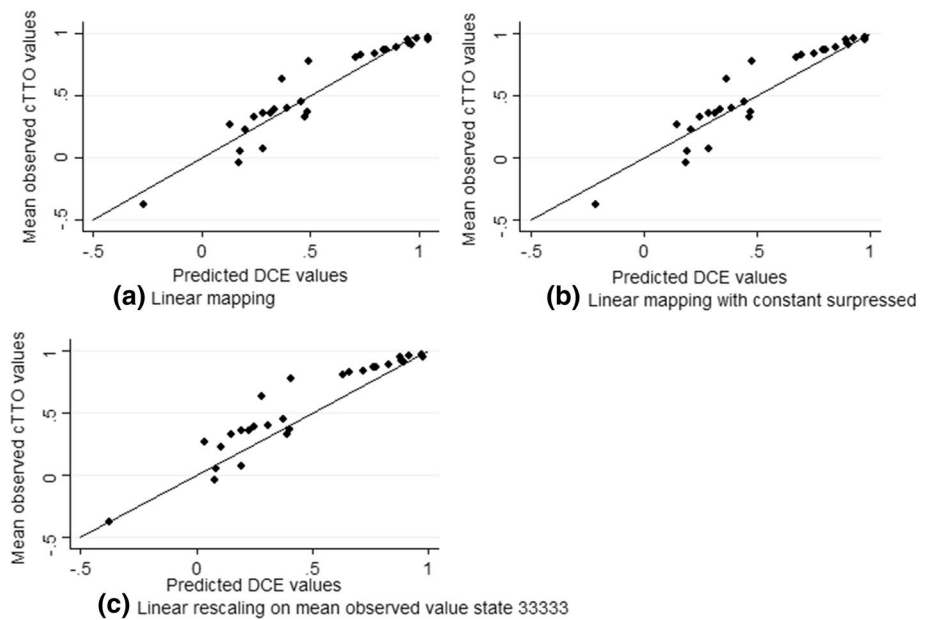 Mean observed cTTO values
1
.5
0
-.5
-.5
0
.5
1
Predicted DCE values
(a) Linear mapping
Mean observed cTTO values
1
.5
0
-.5
-.5
0
.5
1
Predicted DCE values
(b) Linear mapping with constant surpressed
Mean observed cTTO values
1
.5
0
-.5
-.5
0
.5
1
Predicted DCE values
(c) Linear rescaling on mean observed value state 33333